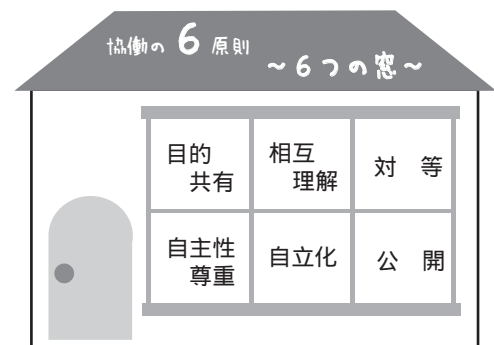 協働の6原則
～6つの窓～
目的
共有
相互
理解
対　等
自主性
尊重
自立化
公　開